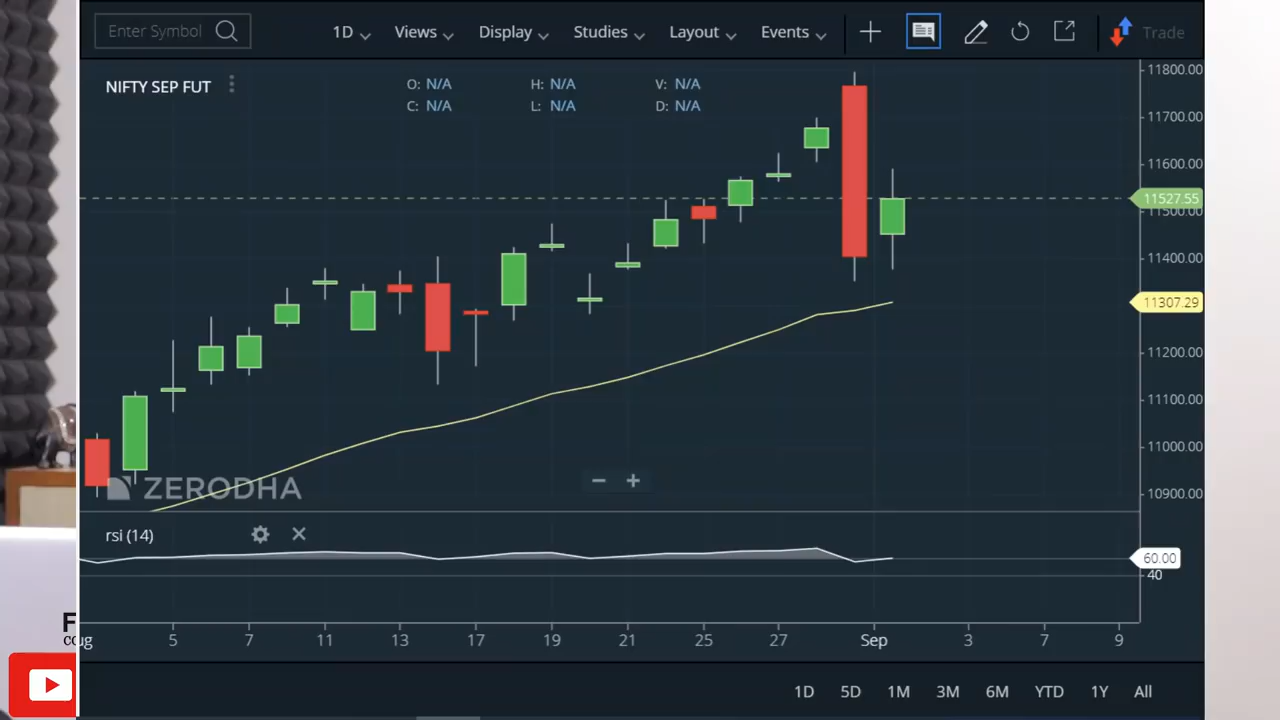 Enter Symbol
1D Views Display Studies Layout Events Trade
NIFTY SEP FUT
O: N/A H: N/A V: N/A
C: N/A L: N/A D: N/A
11800.00
11700.00
11600.00
11527.55
11500.00
11400.00
11307.29
11200.00
11100.00
11000.00
10900.00
ZERODHA
rsi (14)
60.00
40
ug 5 7 11 13 17 19 21 25 27 Sep 3 7 9
1D 5D 1M 3M 6M YTD 1Y All